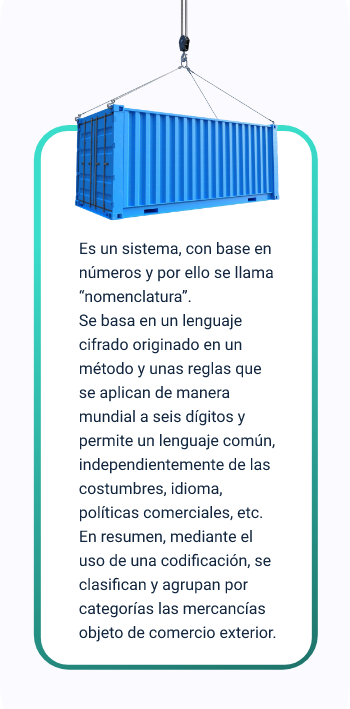 Es un sistema, con base en
números y por ello se llama
“nomenclatura”.
Se basa en un lenguaje
cifrado originado en un
método y unas reglas que
se aplican de manera
mundial a seis dígitos y
permite un lenguaje común,
independientemente de las
costumbres, idioma,
políticas comerciales, etc.
En resumen, mediante el
uso de una codificación, se
clasifican y agrupan por
categorías las mercancías
objeto de comercio exterior.